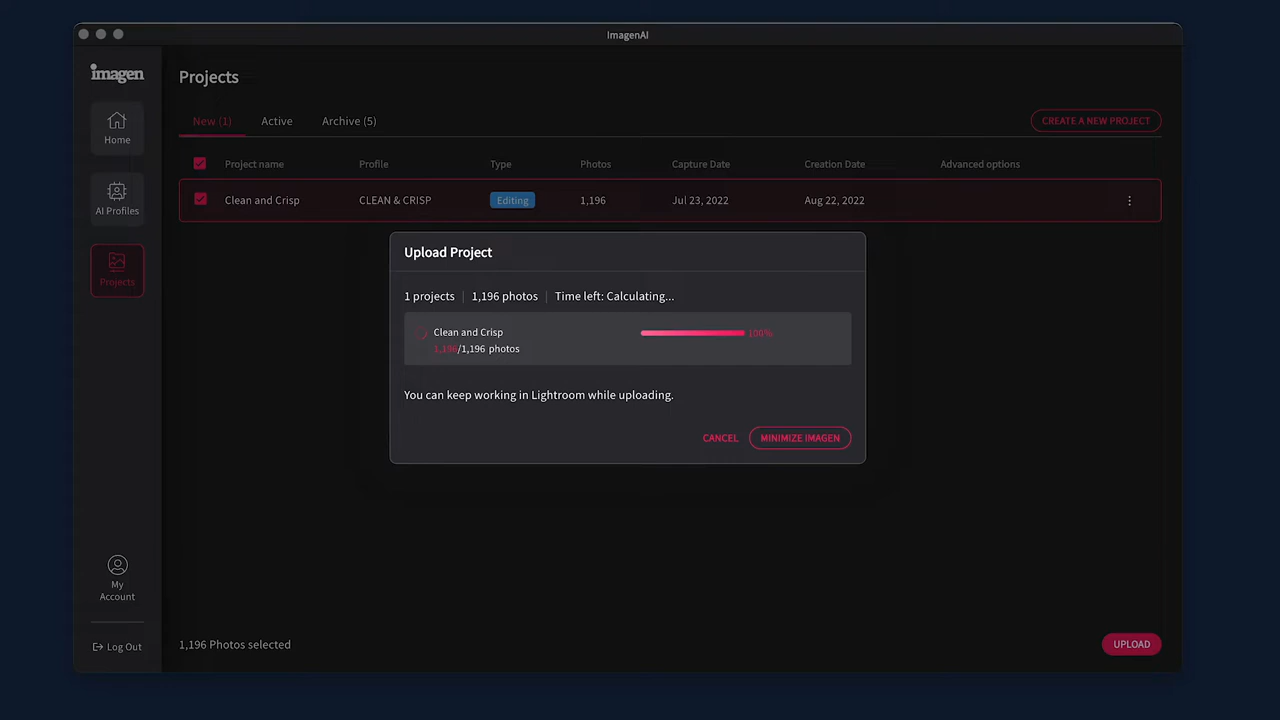 ImagenAI
imagen
Projects
Home
New (1) Active Archive (5) CREATE A NEW PROJECT
Project name Profile Type Photos Capture Date Creation Date Advanced options
AI Profiles
Clean and Crisp CLEAN & CRISP Editing 1,196 Jul 23, 2022 Aug 22, 2022
Projects
Upload Project
1 projects 1,196 photos Time left: Calculating...
Clean and Crisp 100%
1,196/1,196 photos
You can keep working in Lightroom while uploading.
CANCEL MINIMIZE IMAGEN
My
Account
Log Out
1,196 Photos selected UPLOAD